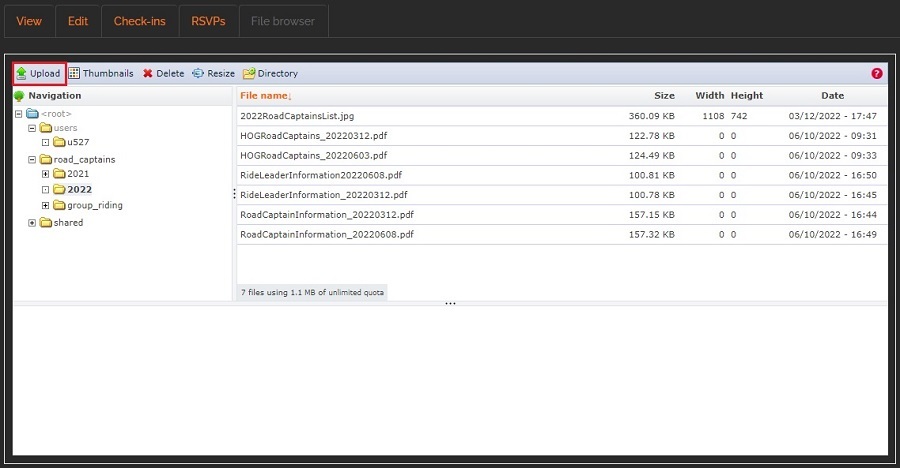 View Edit Check-ins RSVPs File browser
Upload Thumbnails Delete Resize Directory ?
Navigation
<root>
users
u527
road_captains
2021
2022
group_riding
shared
File name↓ Size Width Height Date
2022RoadCaptainsList.jpg 360.09 KB 1108 742 03/12/2022 - 17:47
HOGRoadCaptains_20220312.pdf 122.78 KB 0 0 06/10/2022 - 09:31
HOGRoadCaptains_20220603.pdf 124.49 KB 0 0 06/10/2022 - 09:33
RideLeaderInformation20220608.pdf 100.81 KB 0 0 06/10/2022 - 16:50
RideLeaderInformation_20220312.pdf 100.78 KB 0 0 06/10/2022 - 16:45
RoadCaptainInformation_20220312.pdf 157.15 KB 0 0 06/10/2022 - 16:44
RoadCaptainInformation_20220608.pdf 157.32 KB 0 0 06/10/2022 - 16:49
7 files using 1.1 MB of unlimited quota